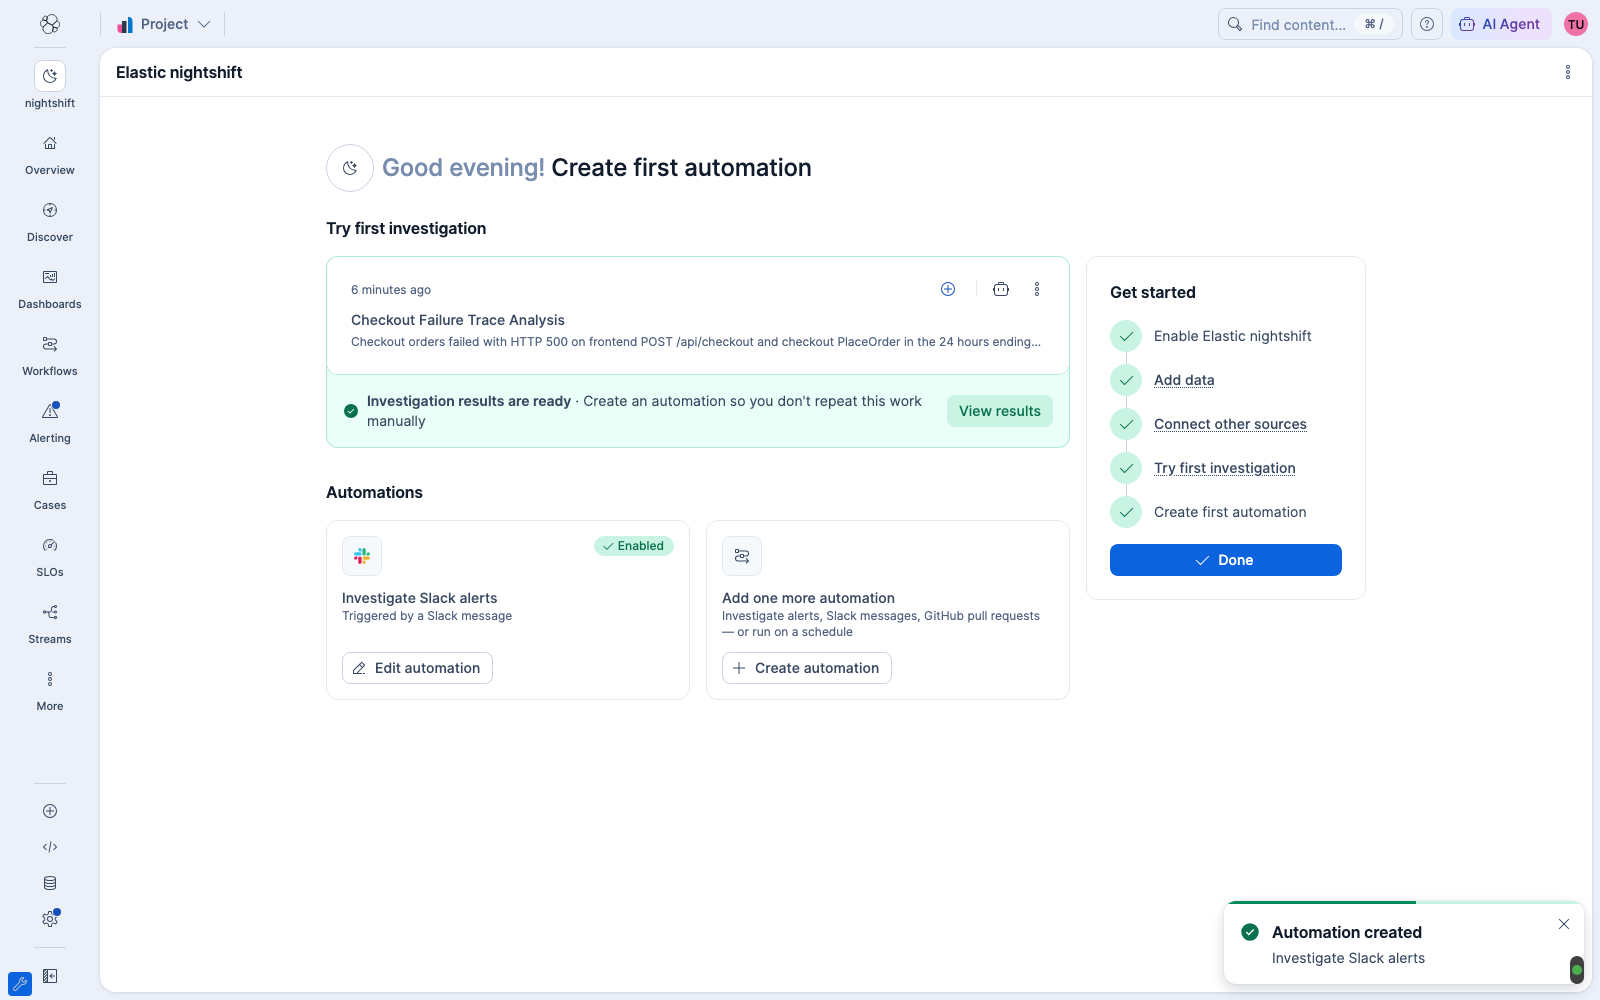 Project
Find content...
⌘ /
AI Agent
TU
nightshift
Overview
Discover
Dashboards
Workflows
Alerting
Cases
SLOs
Streams
More
Elastic nightshift
Good evening! Create first automation
Try first investigation
6 minutes ago
Checkout Failure Trace Analysis
Checkout orders failed with HTTP 500 on frontend POST /api/checkout and checkout PlaceOrder in the 24 hours ending...
Investigation results are ready · Create an automation so you don't repeat this work
manually
View results
Get started
Enable Elastic nightshift
Add data
Connect other sources
Try first investigation
Create first automation
Done
Automations
Enabled
Investigate Slack alerts
Triggered by a Slack message
Edit automation
Add one more automation
Investigate alerts, Slack messages, GitHub pull requests
— or run on a schedule
Create automation
Automation created
Investigate Slack alerts